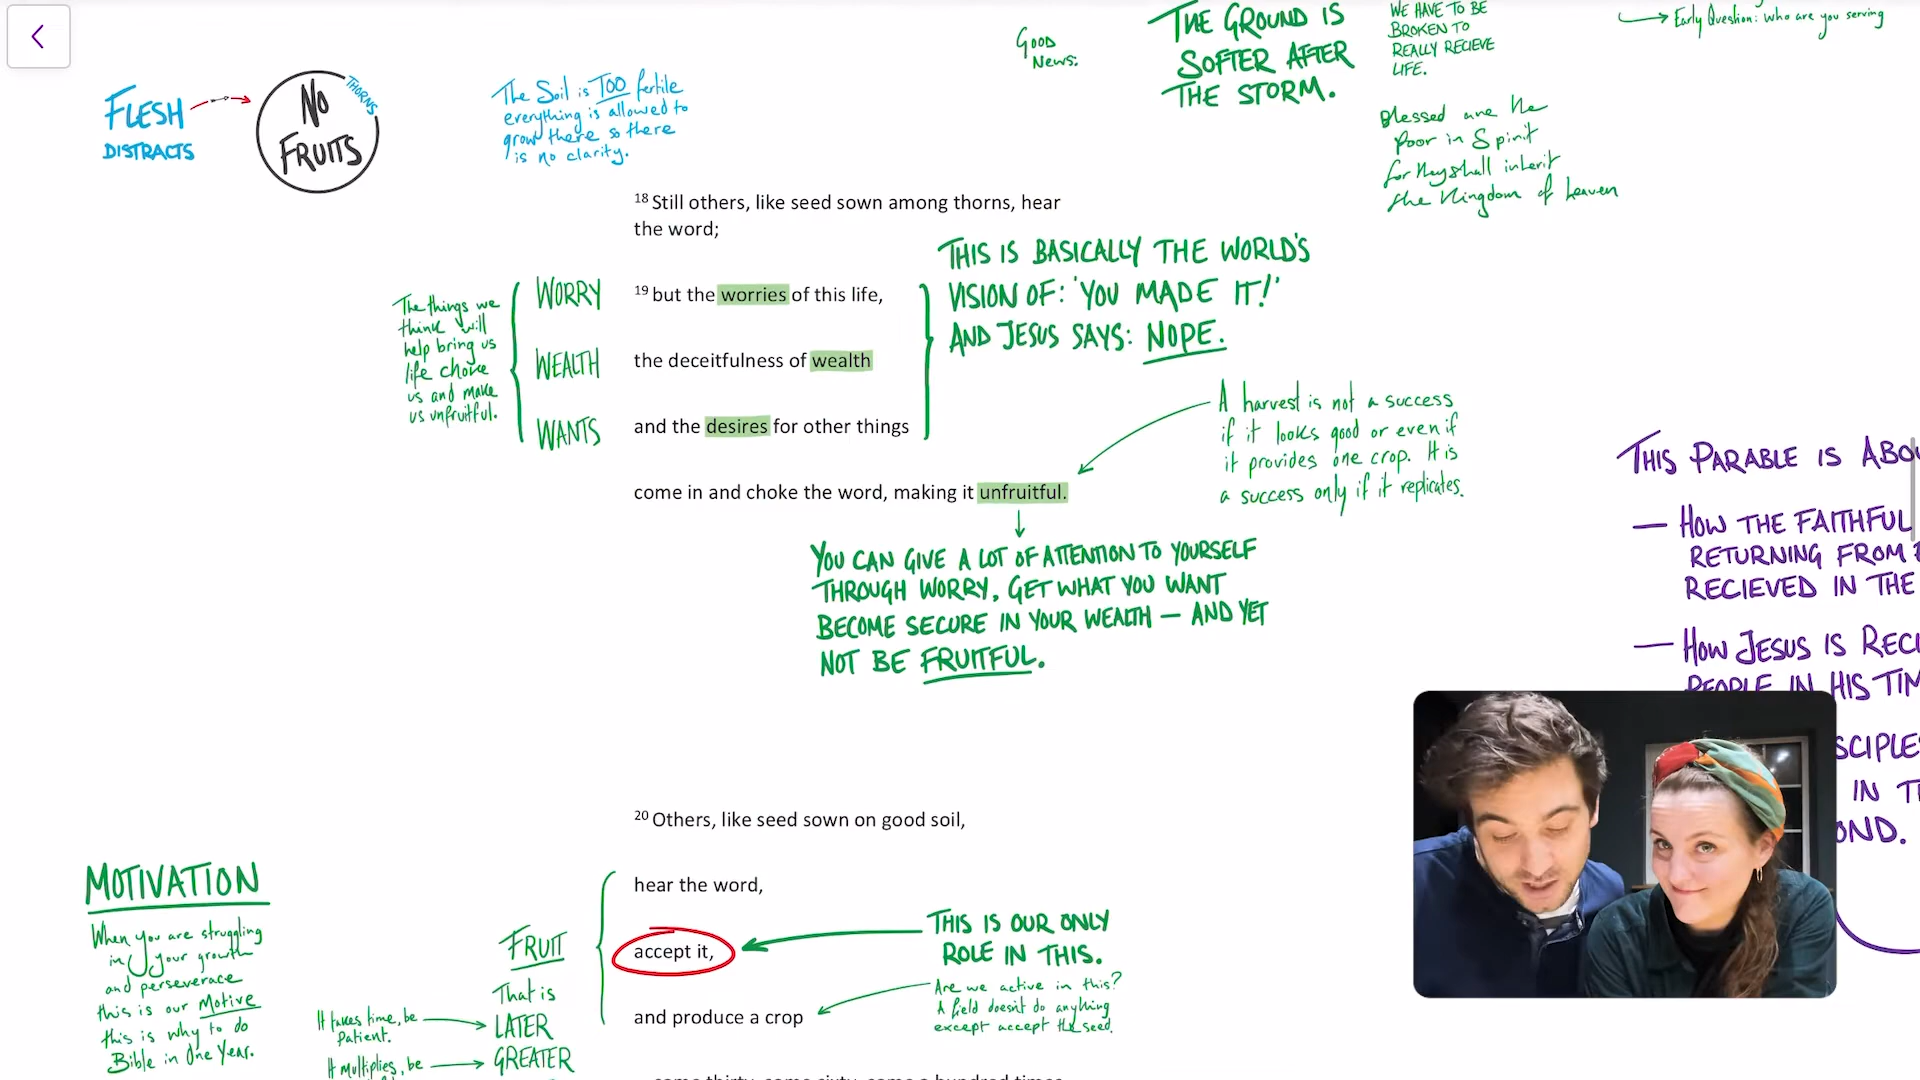 GOOD
NEWS.
THE GROUND IS
SOFTER AFTER
THE STORM.
WE HAVE TO BE
BROKEN TO
REALLY RECIEVE
LIFE.
Early Question: who are you serving
Blessed are the
Poor in Spirit
for they shall inherit
the Kingdom of heaven
FLESH
DISTRACTS
NO
FRUITS
THORNS
The Soil is TOO fertile
everything is allowed to
grow there so there
is no clarity.
18 Still others, like seed sown among thorns, hear
the word;
The things we
think will
help bring us
life choke
us and make
us unfruitful.
WORRY
WEALTH
WANTS
19 but the worries of this life,
the deceitfulness of wealth
and the desires for other things
come in and choke the word, making it unfruitful.
THIS IS BASICALLY THE WORLD'S
VISION OF: 'YOU MADE IT!'
AND JESUS SAYS: NOPE.
A harvest is not a success
if it looks good or even if
it provides one crop. It is
a success only if it replicates.
YOU CAN GIVE A LOT OF ATTENTION TO YOURSELF
THROUGH WORRY, GET WHAT YOU WANT
BECOME SECURE IN YOUR WEALTH — AND YET
NOT BE FRUITFUL.
THIS PARABLE IS ABOU
— HOW THE FAITHFUL
RETURNING FROM
RECIEVED IN THE
— HOW JESUS IS RECI
PEOPLE IN HIS TIM
SCIPLES
IN T
OND.
20 Others, like seed sown on good soil,
hear the word,
accept it,
and produce a crop
THIS IS OUR ONLY
ROLE IN THIS.
Are we active in this?
A field doesn't do anything
except accept the seed.
MOTIVATION
When you are struggling
in your growth
and perseverace
this is our Motive
this is why to do
Bible in One Year.
FRUIT
That is
LATER
GREATER
It takes time, be
patient.
It multiplies, be
some thirty, some sixty, some a hundred times